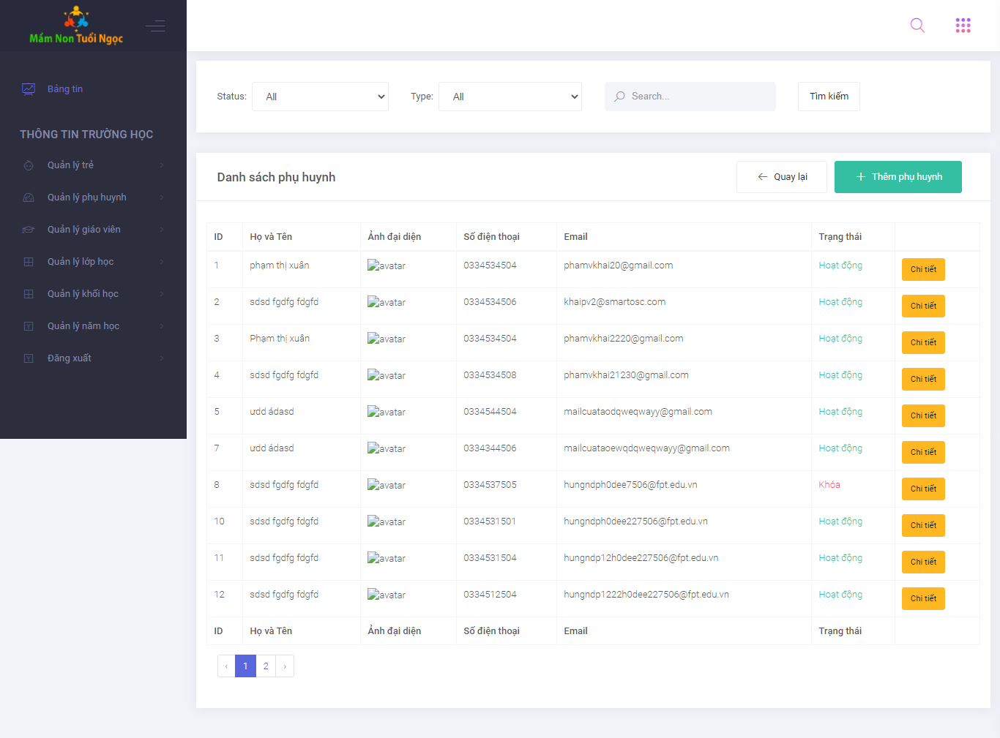 Mầm Non Tuổi Ngọc
Bảng tin
THÔNG TIN TRƯỜNG HỌC
Quản lý trẻ
Quản lý phụ huynh
Quản lý giáo viên
Quản lý lớp học
Quản lý khối học
Quản lý năm học
Đăng xuất
Status: All Type: All Search... Tìm kiếm
Danh sách phụ huynh Quay lại Thêm phụ huynh
ID Họ và Tên Ảnh đại diện Số điện thoại Email Trạng thái
1 phạm thị xuân avatar 0334534504 phamvkhai20@gmail.com Hoạt động Chi tiết
2 sdsd fgdfg fdgfd avatar 0334534506 khaipv2@smartosc.com Hoạt động Chi tiết
3 Phạm thị xuân avatar 0334534504 phamvkhai2220@gmail.com Hoạt động Chi tiết
4 sdsd fgdfg fdgfd avatar 0334534508 phamvkhai21230@gmail.com Hoạt động Chi tiết
5 ưdd ádasd avatar 0334544504 mailcuataodqweqwayy@gmail.com Hoạt động Chi tiết
7 ưdd ádasd avatar 0334344506 mailcuataoewqdqweqwayy@gmail.com Hoạt động Chi tiết
8 sdsd fgdfg fdgfd avatar 0334537505 hungndph0dee7506@fpt.edu.vn Khóa Chi tiết
10 sdsd fgdfg fdgfd avatar 0334531501 hungndph0dee227506@fpt.edu.vn Hoạt động Chi tiết
11 sdsd fgdfg fdgfd avatar 0334531504 hungndp12h0dee227506@fpt.edu.vn Hoạt động Chi tiết
12 sdsd fgdfg fdgfd avatar 0334512504 hungndp1222h0dee227506@fpt.edu.vn Hoạt động Chi tiết
ID Họ và Tên Ảnh đại diện Số điện thoại Email Trạng thái
‹ 1 2 ›